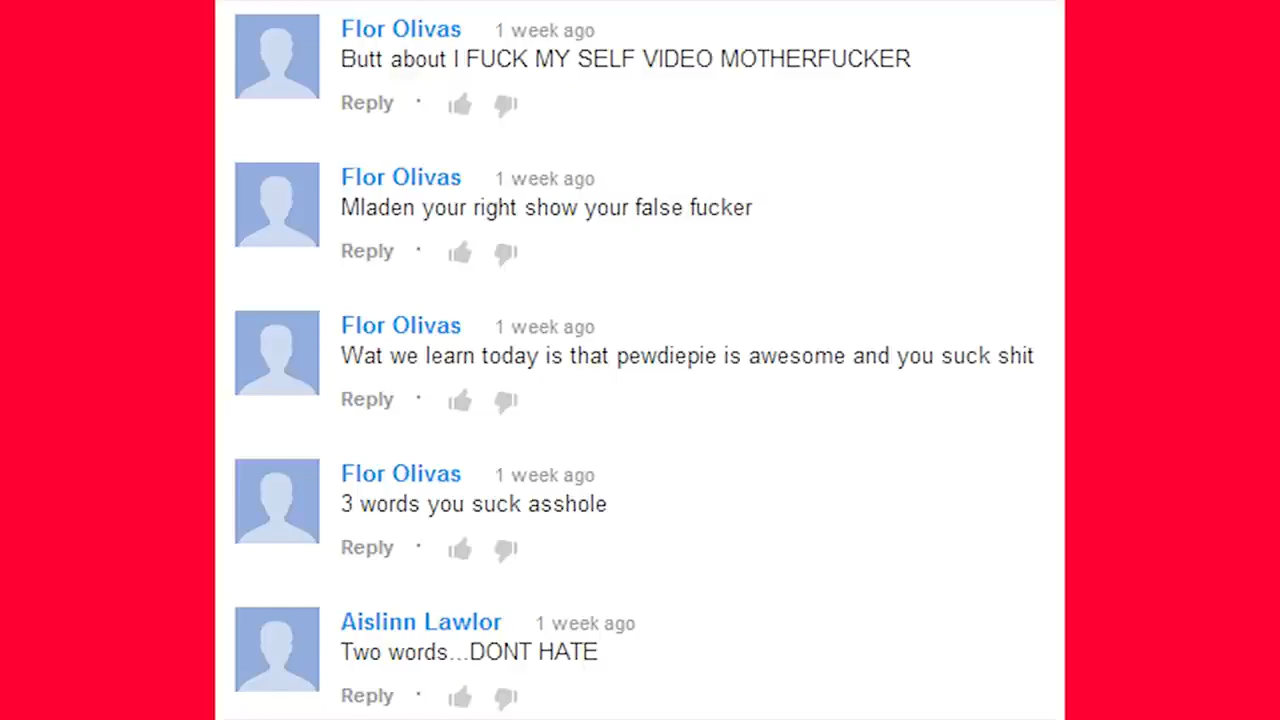 Flor Olivas 1 week ago
Butt about I FUCK MY SELF VIDEO MOTHERFUCKER
Reply ·
Flor Olivas 1 week ago
Mladen your right show your false fucker
Reply ·
Flor Olivas 1 week ago
Wat we learn today is that pewdiepie is awesome and you suck shit
Reply ·
Flor Olivas 1 week ago
3 words you suck asshole
Reply ·
Aislinn Lawlor 1 week ago
Two words...DONT HATE
Reply ·